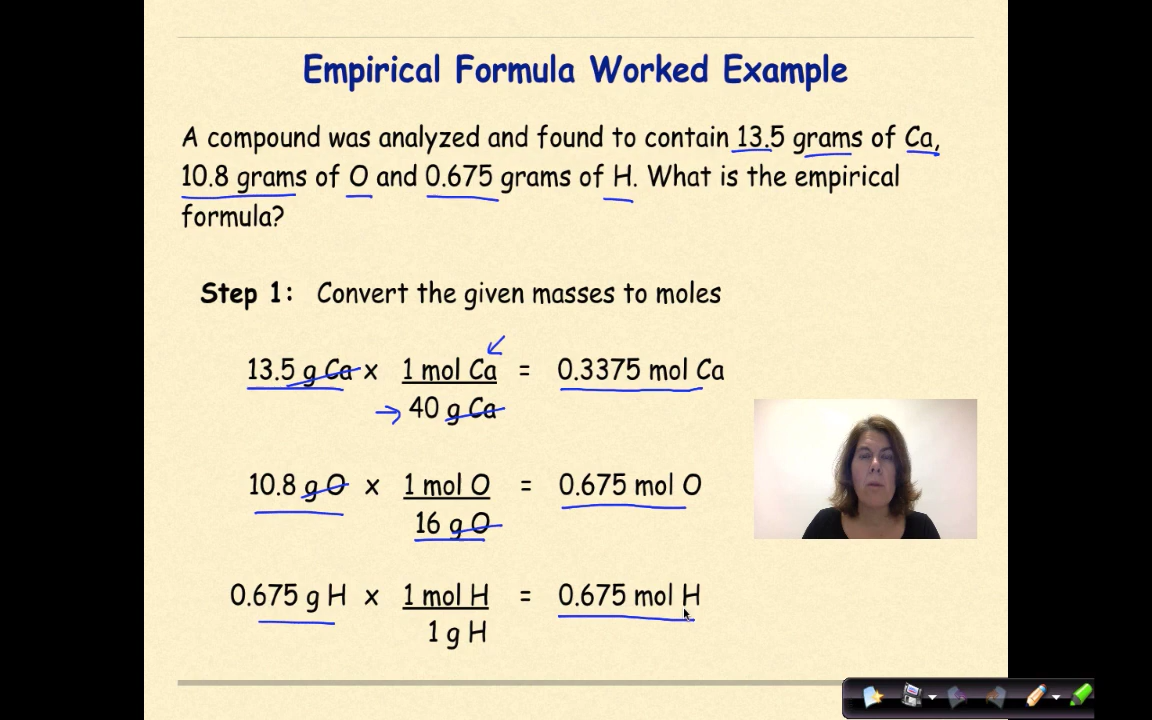 Empirical Formula Worked Example
A compound was analyzed and found to contain 13.5 grams of Ca,
10.8 grams of O and 0.675 grams of H. What is the empirical
formula?
Step 1: Convert the given masses to moles
13.5 g Ca x 1 mol Ca = 0.3375 mol Ca
40 g Ca
10.8 g O x 1 mol O = 0.675 mol O
16 g O
0.675 g H x 1 mol H = 0.675 mol H
1 g H